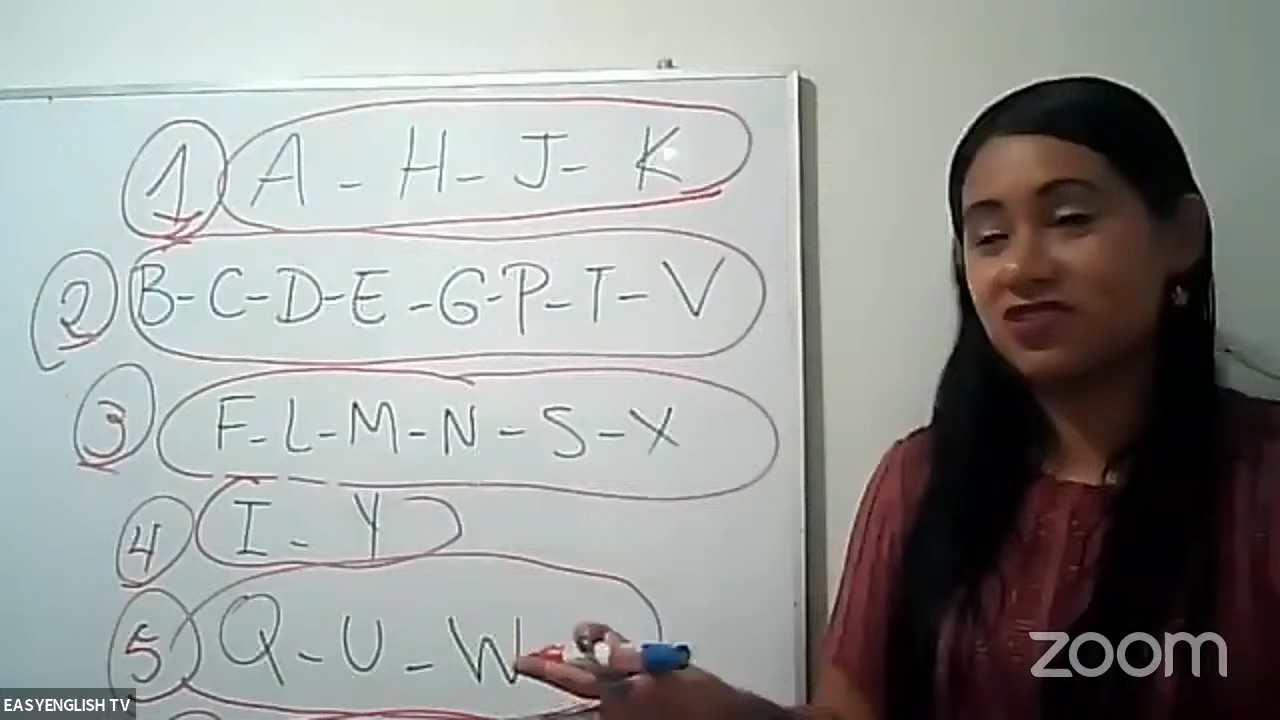 1 A - H - J - K
2 B - C - D - E - G - P - T - V
3 F - L - M - N - S - X
4 I - Y
5 Q - U - W
zoom
EASYENGLISH TV